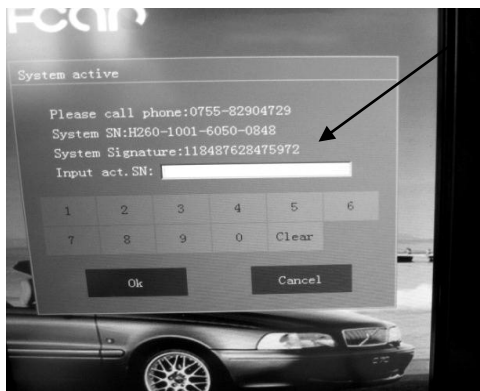 FCAR
System active
Please call phone:0755-82904729
System SN:H260-1001-6050-0848
System Signature:118487628475972
Input act.SN:
1 2 3 4 5 6
7 8 9 0 Clear
Ok Cancel
C70